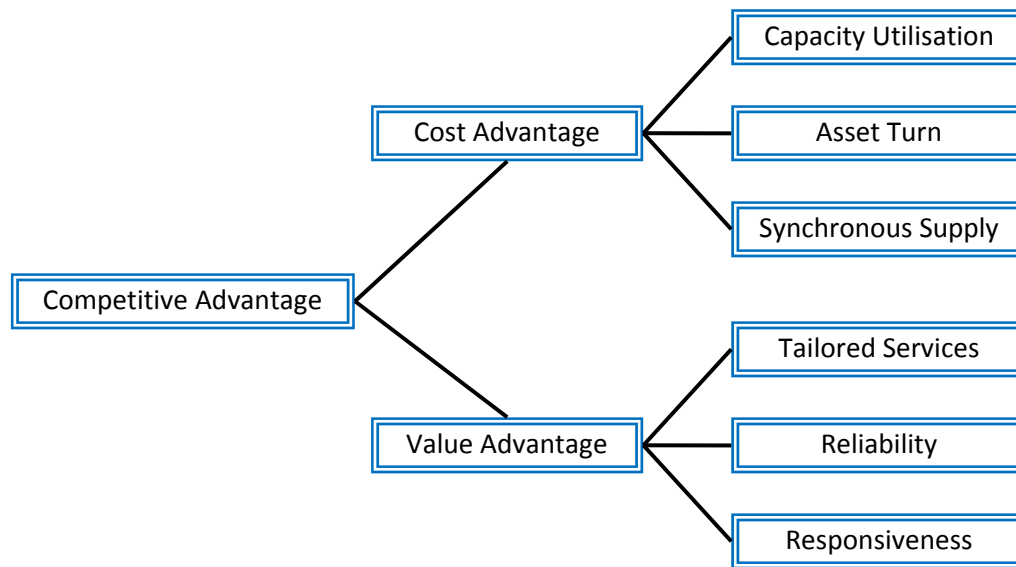 Capacity Utilisation
Cost Advantage
Asset Turn
Synchronous Supply
Competitive Advantage
Tailored Services
Value Advantage
Reliability
Responsiveness